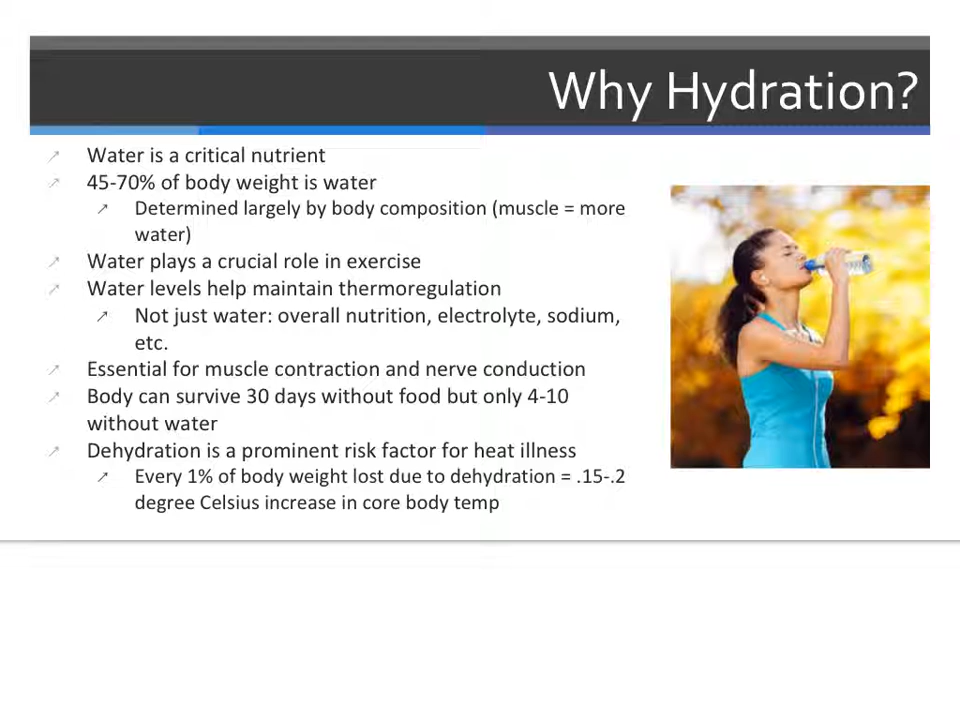 Why Hydration?
Water is a critical nutrient
45-70% of body weight is water
Determined largely by body composition (muscle = more
water)
Water plays a crucial role in exercise
Water levels help maintain thermoregulation
Not just water: overall nutrition, electrolyte, sodium,
etc.
Essential for muscle contraction and nerve conduction
Body can survive 30 days without food but only 4-10
without water
Dehydration is a prominent risk factor for heat illness
Every 1% of body weight lost due to dehydration = .15-.2
degree Celsius increase in core body temp